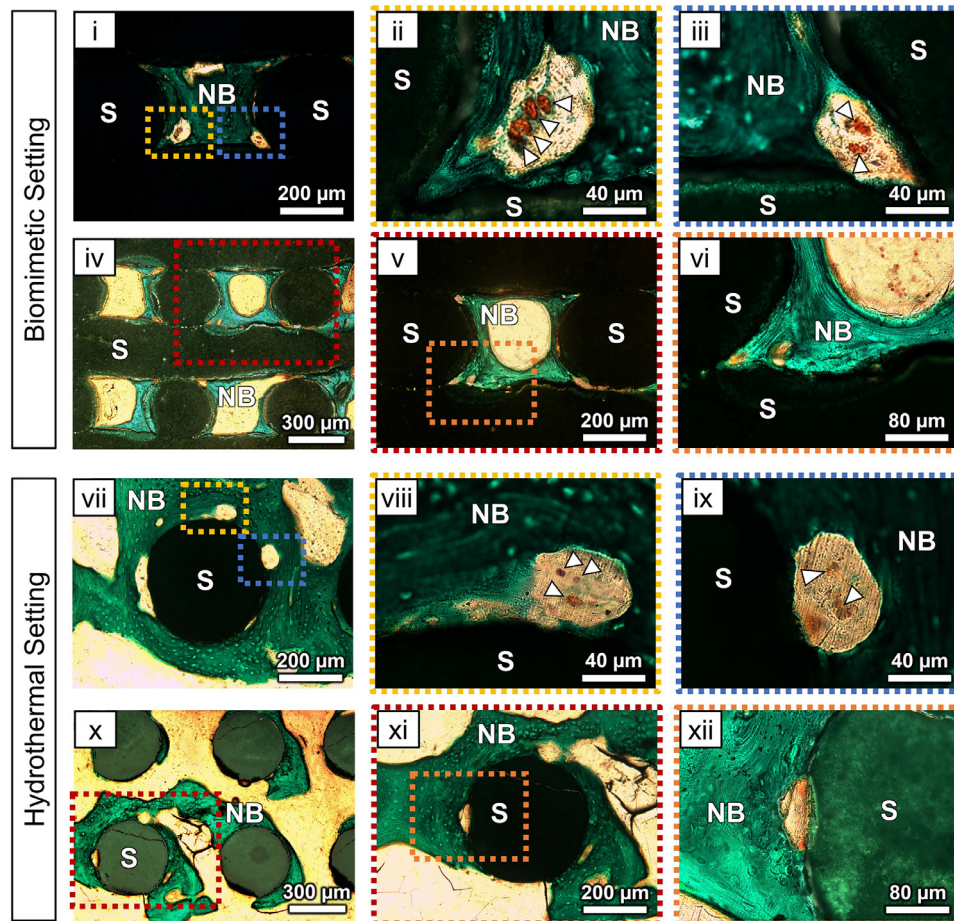 Biomimetic Setting
i
S
NB
S
200 µm
ii
NB
S
S
40 µm
iii
S
NB
S
40 µm
iv
S
NB
300 µm
v
NB
S
S
200 µm
vi
S
NB
S
80 µm
Hydrothermal Setting
vii
NB
S
200 µm
viii
NB
S
40 µm
ix
NB
S
40 µm
x
NB
S
300 µm
xi
NB
S
200 µm
xii
NB
S
80 µm